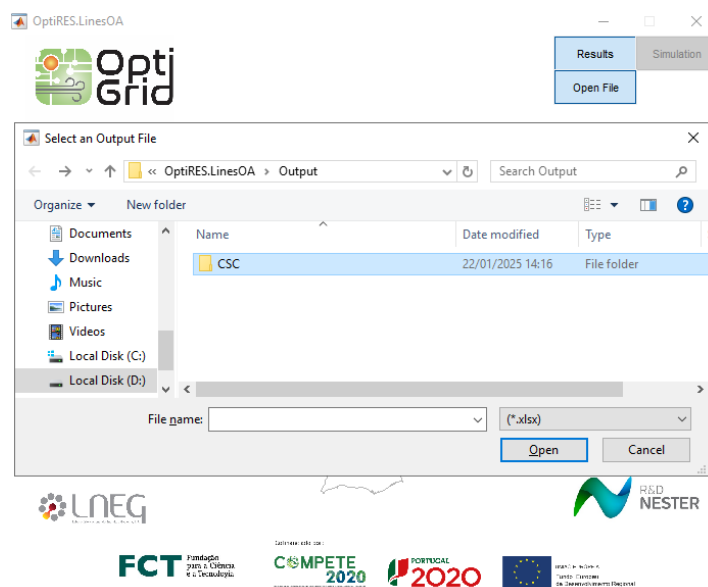 OptiRES.LinesOA
Opti
Grid
Results
Simulation
Open File
Select an Output File
« OptiRES.LinesOA › Output
Search Output
Organize
New folder
Name
Date modified
Type
Documents
Downloads
Music
Pictures
Videos
Local Disk (C:)
Local Disk (D:)
CSC
22/01/2025 14:16
File folder
File name:
(*.xlsx)
Open
Cancel
LNEG
R&D
NESTER
FCT
Fundação
para a Ciência
e a Tecnologia
COMPETE
2020
PORTUGAL
2020
Desenvolvimento Regional